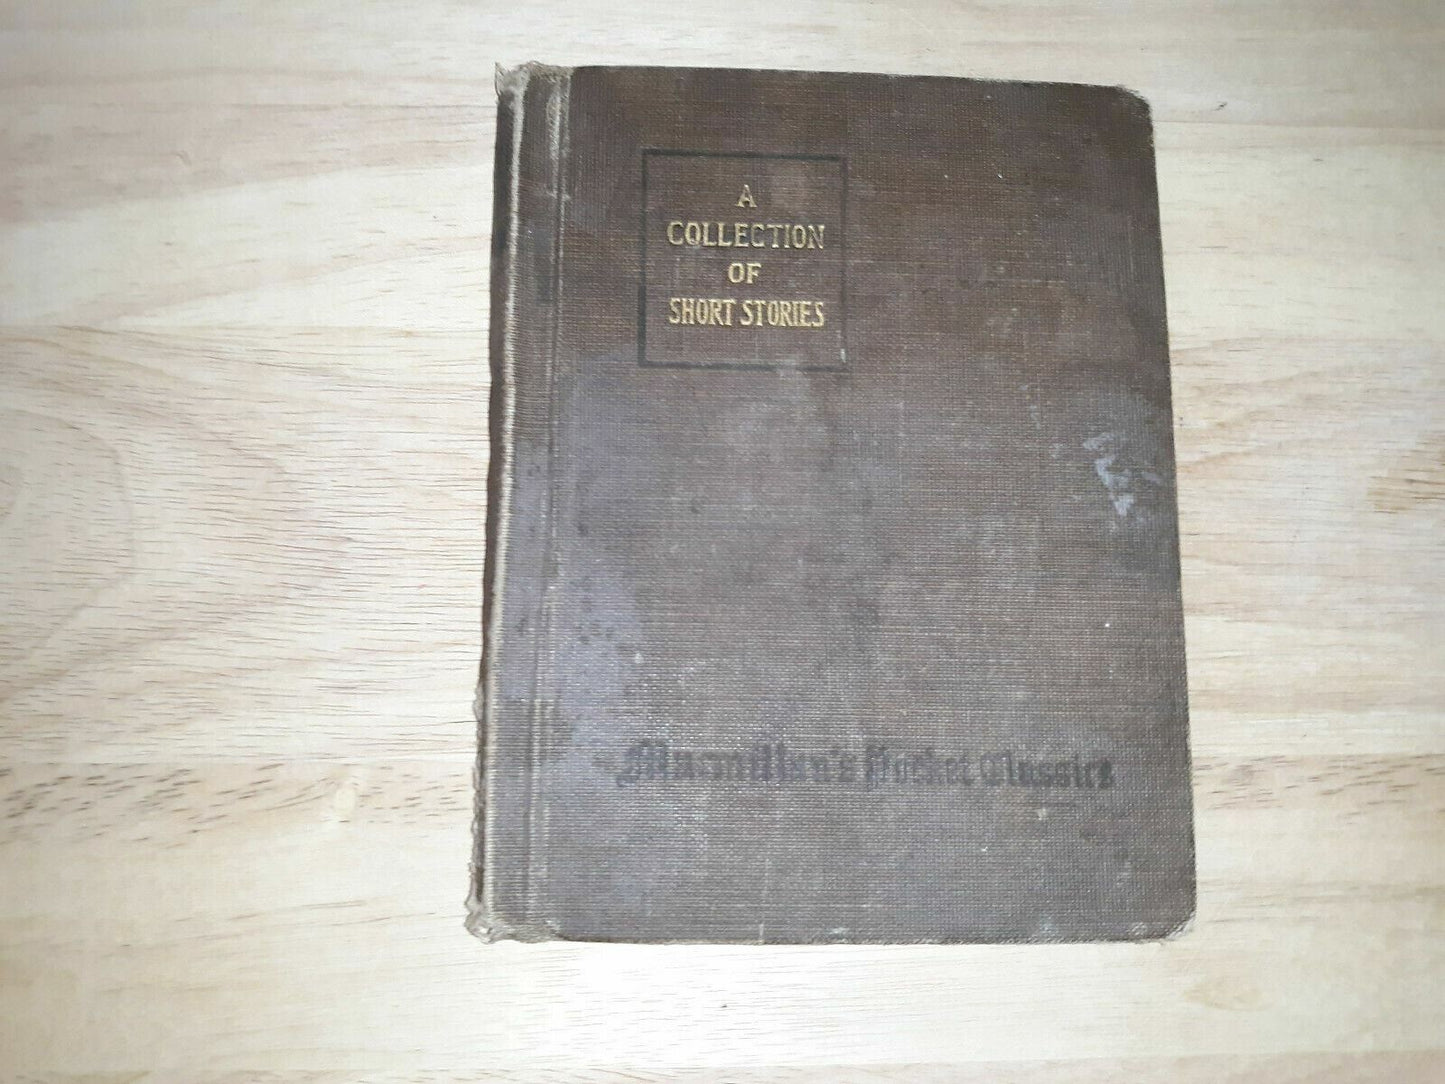 A
COLLECTION
OF
SHORT STORIES
Macmillan's Pocket Classics